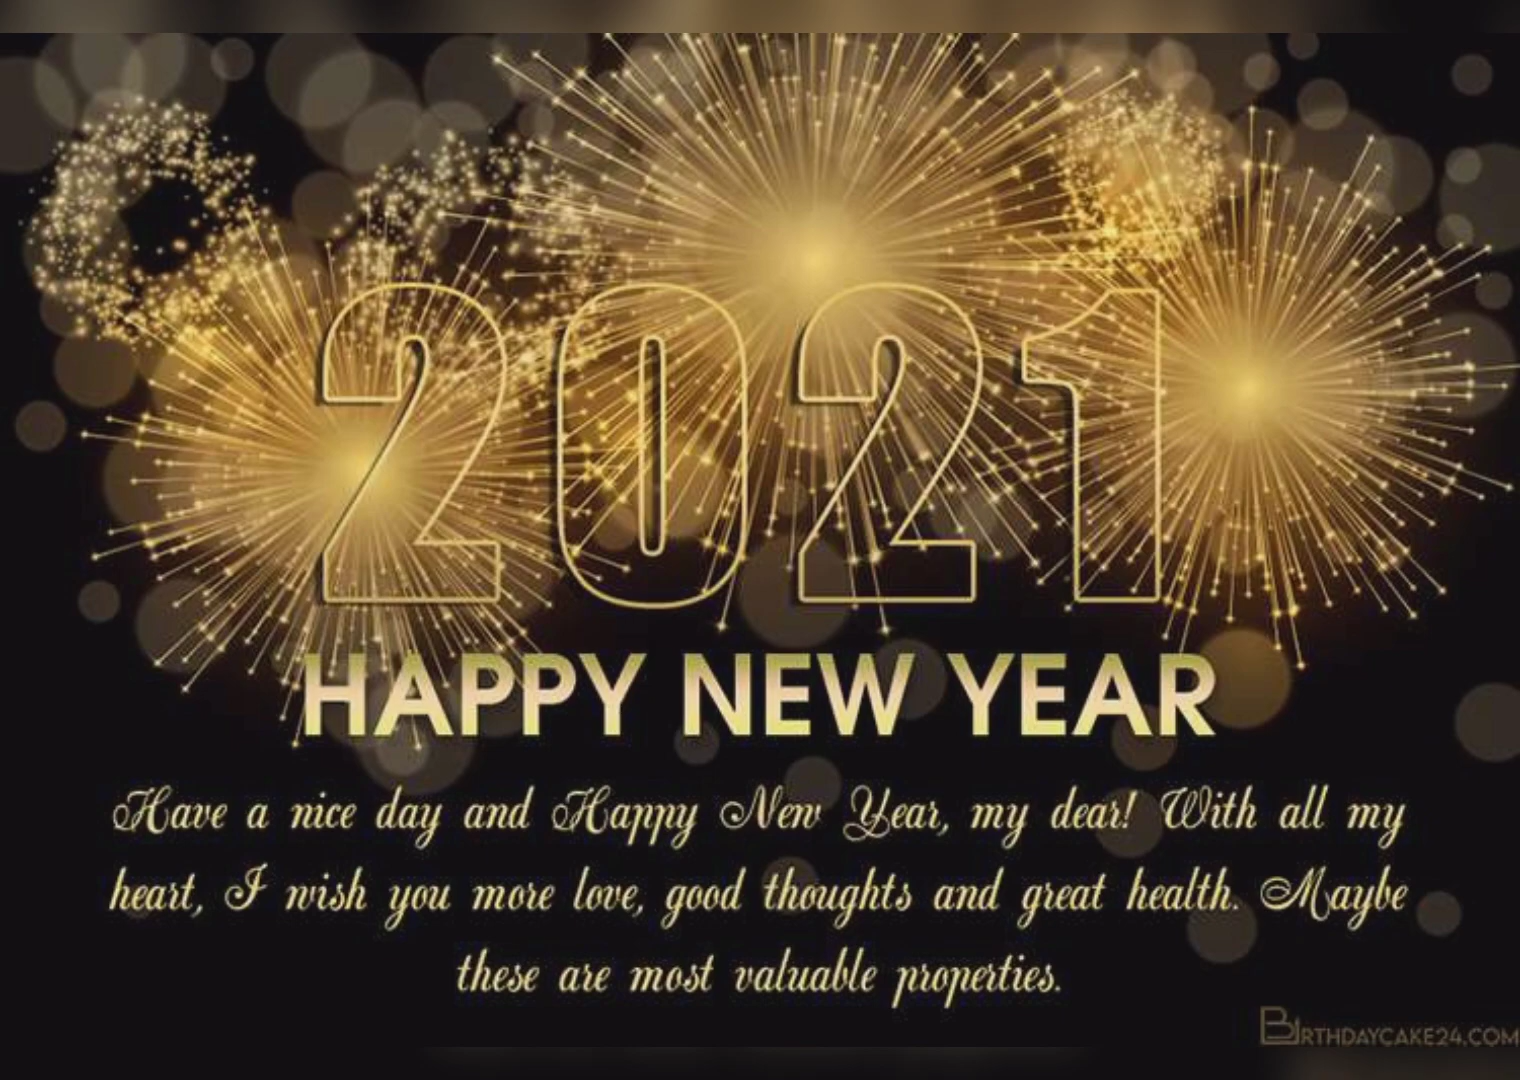 2021
HAPPY NEW YEAR
Have a nice day and Happy New Year, my dear! With all my
heart, I wish you more love, good thoughts and great health. Maybe
these are most valuable properties.
BIRTHDAYCAKE24.COM